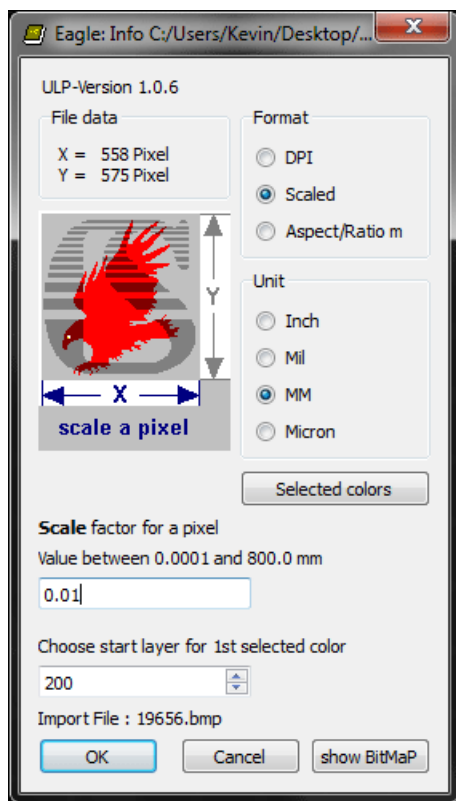 Eagle: Info C:/Users/Kevin/Desktop/...
ULP-Version 1.0.6
File data
X = 558 Pixel
Y = 575 Pixel
Format
DPI
Scaled
Aspect/Ratio m
Y
X
scale a pixel
Unit
Inch
Mil
MM
Micron
Selected colors
Scale factor for a pixel
Value between 0.0001 and 800.0 mm
0.01
Choose start layer for 1st selected color
200
Import File : 19656.bmp
OK Cancel show BitMaP